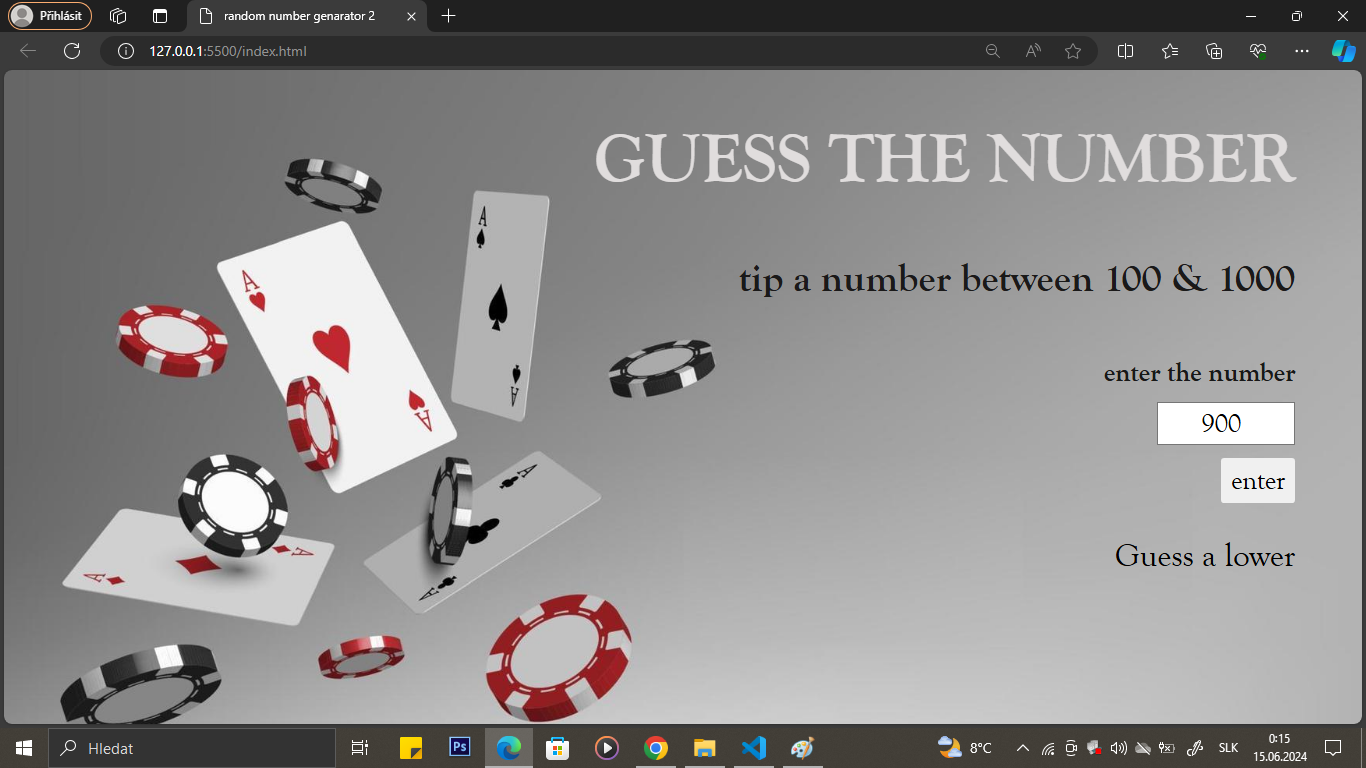 Přihlásit
random number genarator 2
127.0.0.1:5500/index.html
GUESS THE NUMBER
A
A
tip a number between 100 & 1000
A
A
enter the number
900
enter
A
A
A
A
Guess a lower
Ps
Hledat
8°C
SLK
0:15
15.06.2024